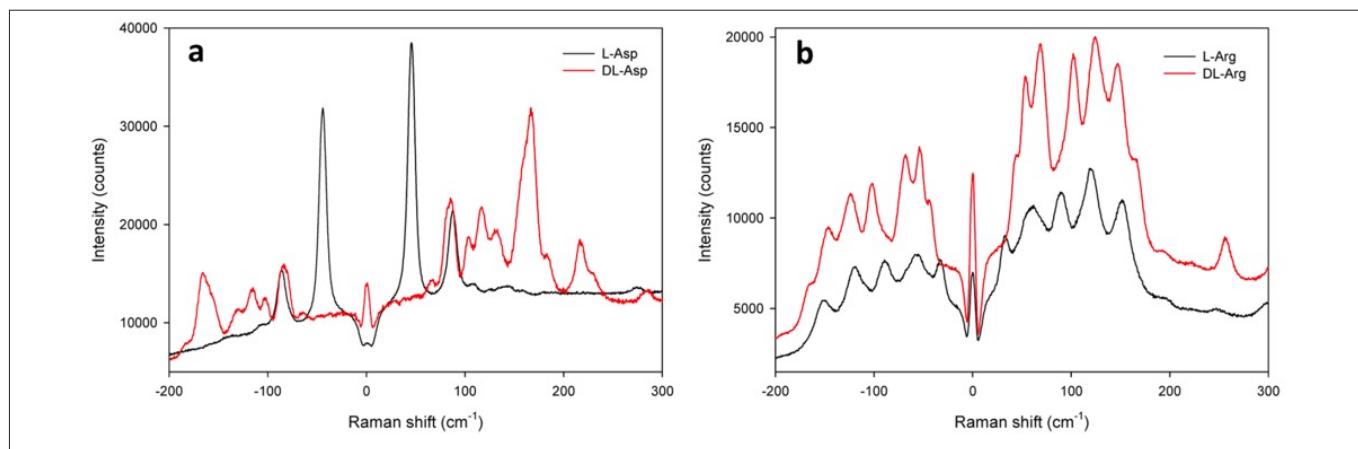 a
L-Asp
DL-Asp
Intensity (counts)
40000
30000
20000
10000
-200
-100
0
100
200
300
Raman shift (cm-1)
b
L-Arg
DL-Arg
Intensity (counts)
20000
15000
10000
5000
-200
-100
0
100
200
300
Raman shift (cm-1)